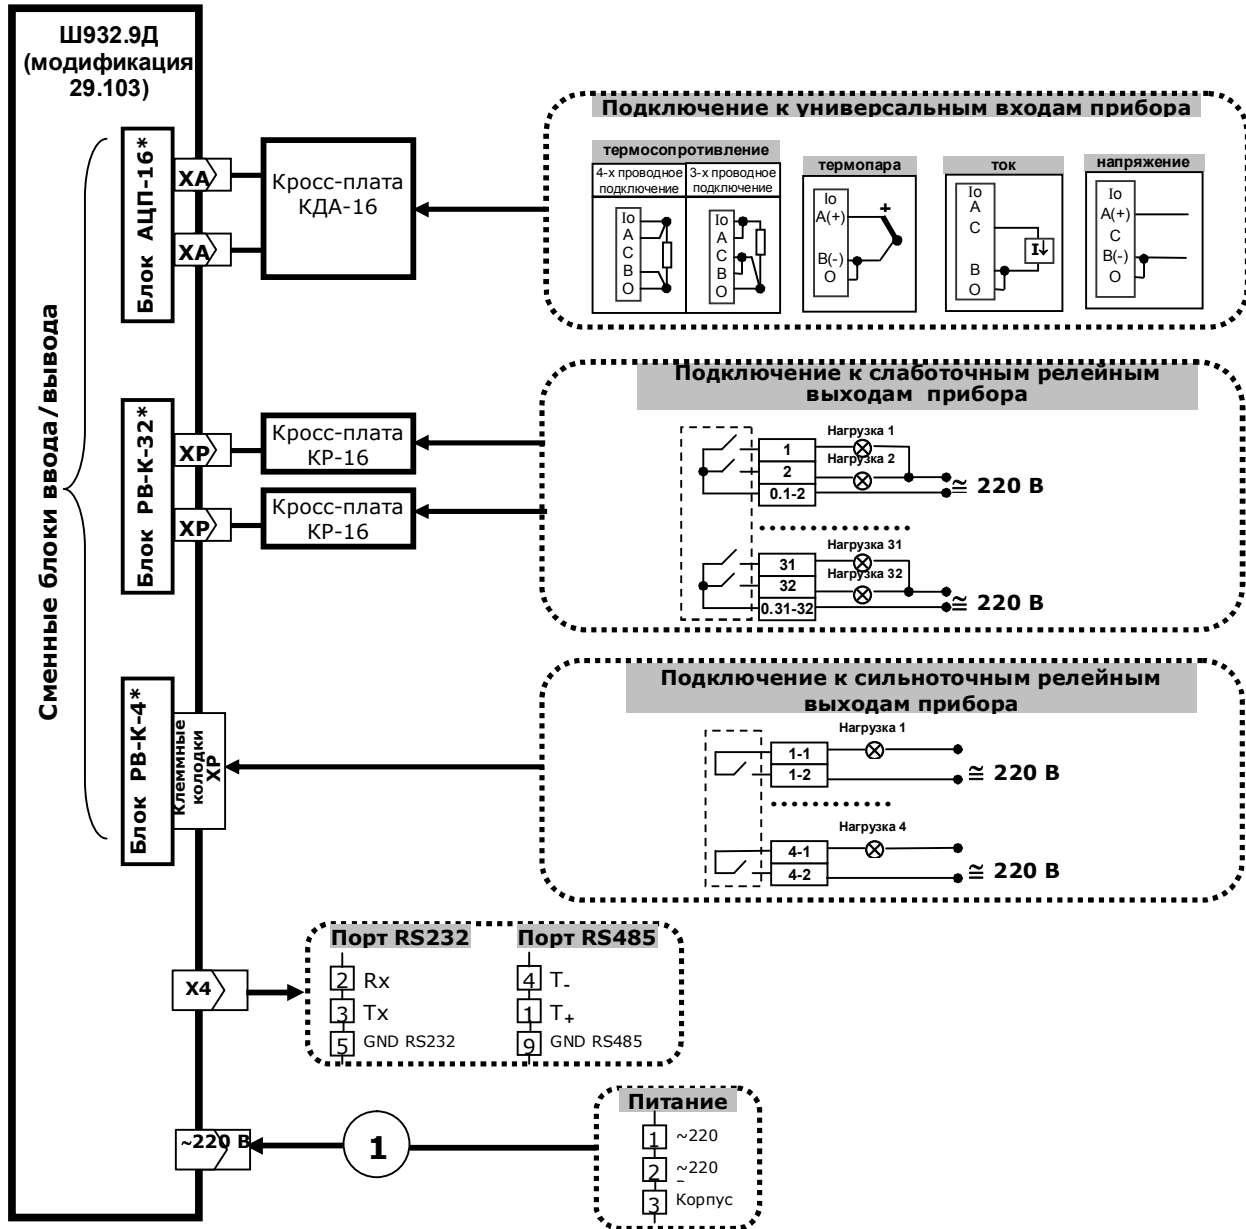 Ш932.9Д
(модификация
29.103)
Сменные блоки ввода/вывода
Блок АЦП-16*
ХА
ХА
Кросс-плата
КДА-16
Подключение к универсальным входам прибора
термосопротивление
4-х проводное
подключение
3-х проводное
подключение
Io
A
C
B
O
Io
A
C
B
O
термопара
Io
A(+)
B(-)
O
+
ток
Io
A
C
B
O
I↓
напряжение
Io
A(+)
C
B(-)
O
Блок РВ-К-32*
ХР
ХР
Кросс-плата
КР-16
Кросс-плата
КР-16
Подключение к слаботочным релейным
выходам прибора
1
2
0.1-2
Нагрузка 1
Нагрузка 2
≅ 220 В
31
32
0.31-32
Нагрузка 31
Нагрузка 32
≅ 220 В
Блок РВ-К-4*
Клеммные
колодки
ХР
Подключение к сильноточным релейным
выходам прибора
1-1
1-2
Нагрузка 1
≅ 220 В
4-1
4-2
Нагрузка 4
≅ 220 В
Х4
Порт RS232
2 Rx
3 Tx
5 GND RS232
Порт RS485
4 T-
1 T+
9 GND RS485
~220 В
1
Питание
1 ~220
2 ~220
3 Корпус